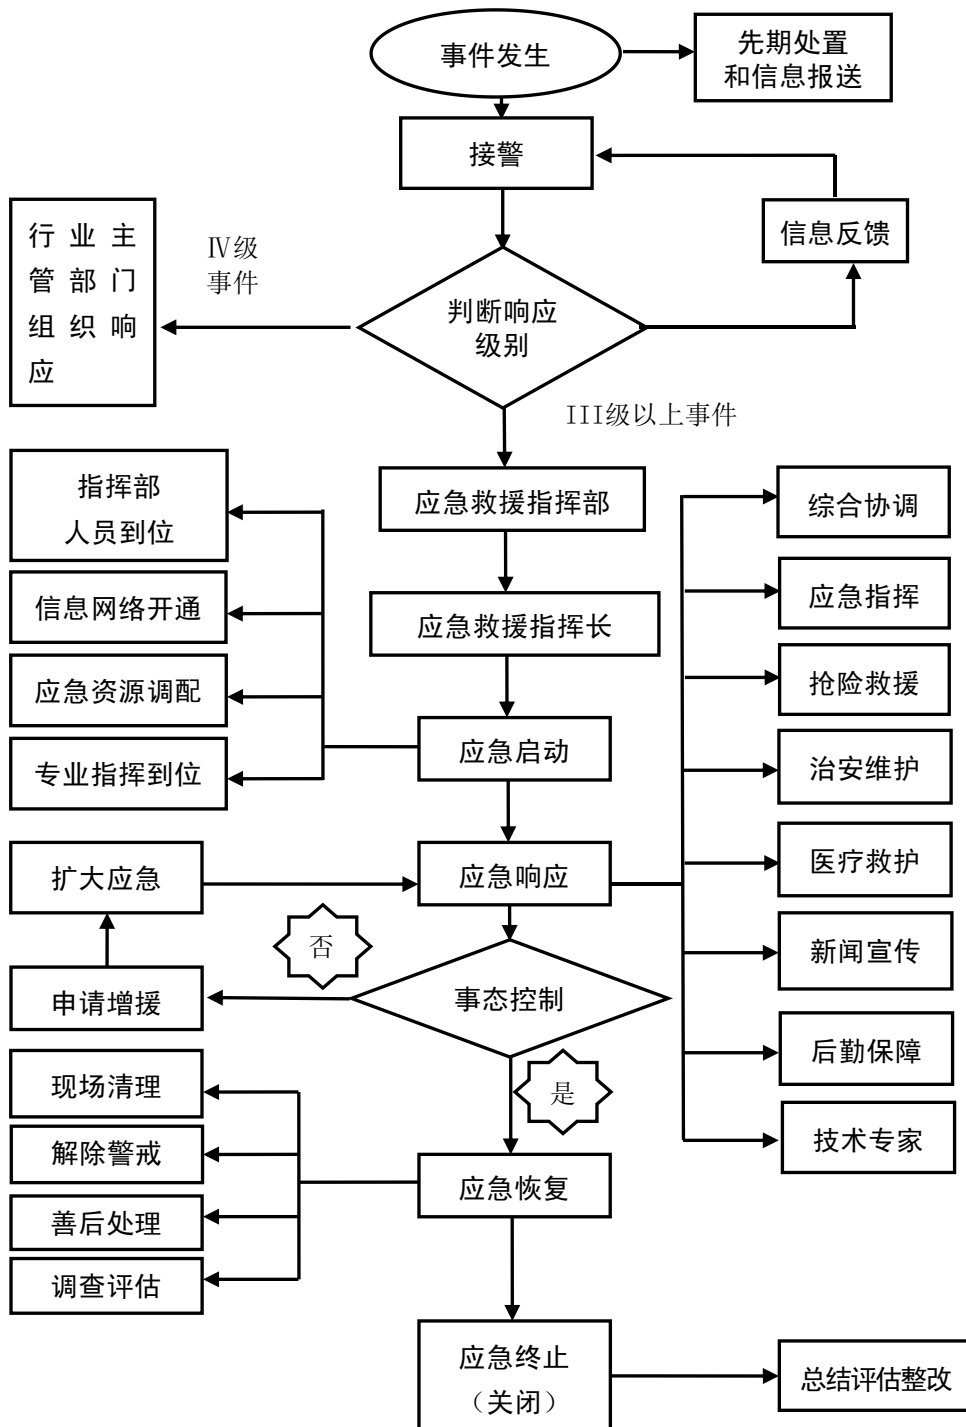 事件发生
先期处置
和信息报送
接警
信息反馈
行业主
管部门
组织响
应
Ⅳ级
事件
判断响应
级别
III级以上事件
指挥部
人员到位
信息网络开通
应急资源调配
专业指挥到位
应急救援指挥部
应急救援指挥长
应急启动
应急响应
综合协调
应急指挥
抢险救援
治安维护
医疗救护
新闻宣传
后勤保障
技术专家
扩大应急
否
申请增援
事态控制
是
现场清理
解除警戒
善后处理
调查评估
应急恢复
应急终止
（关闭）
总结评估整改